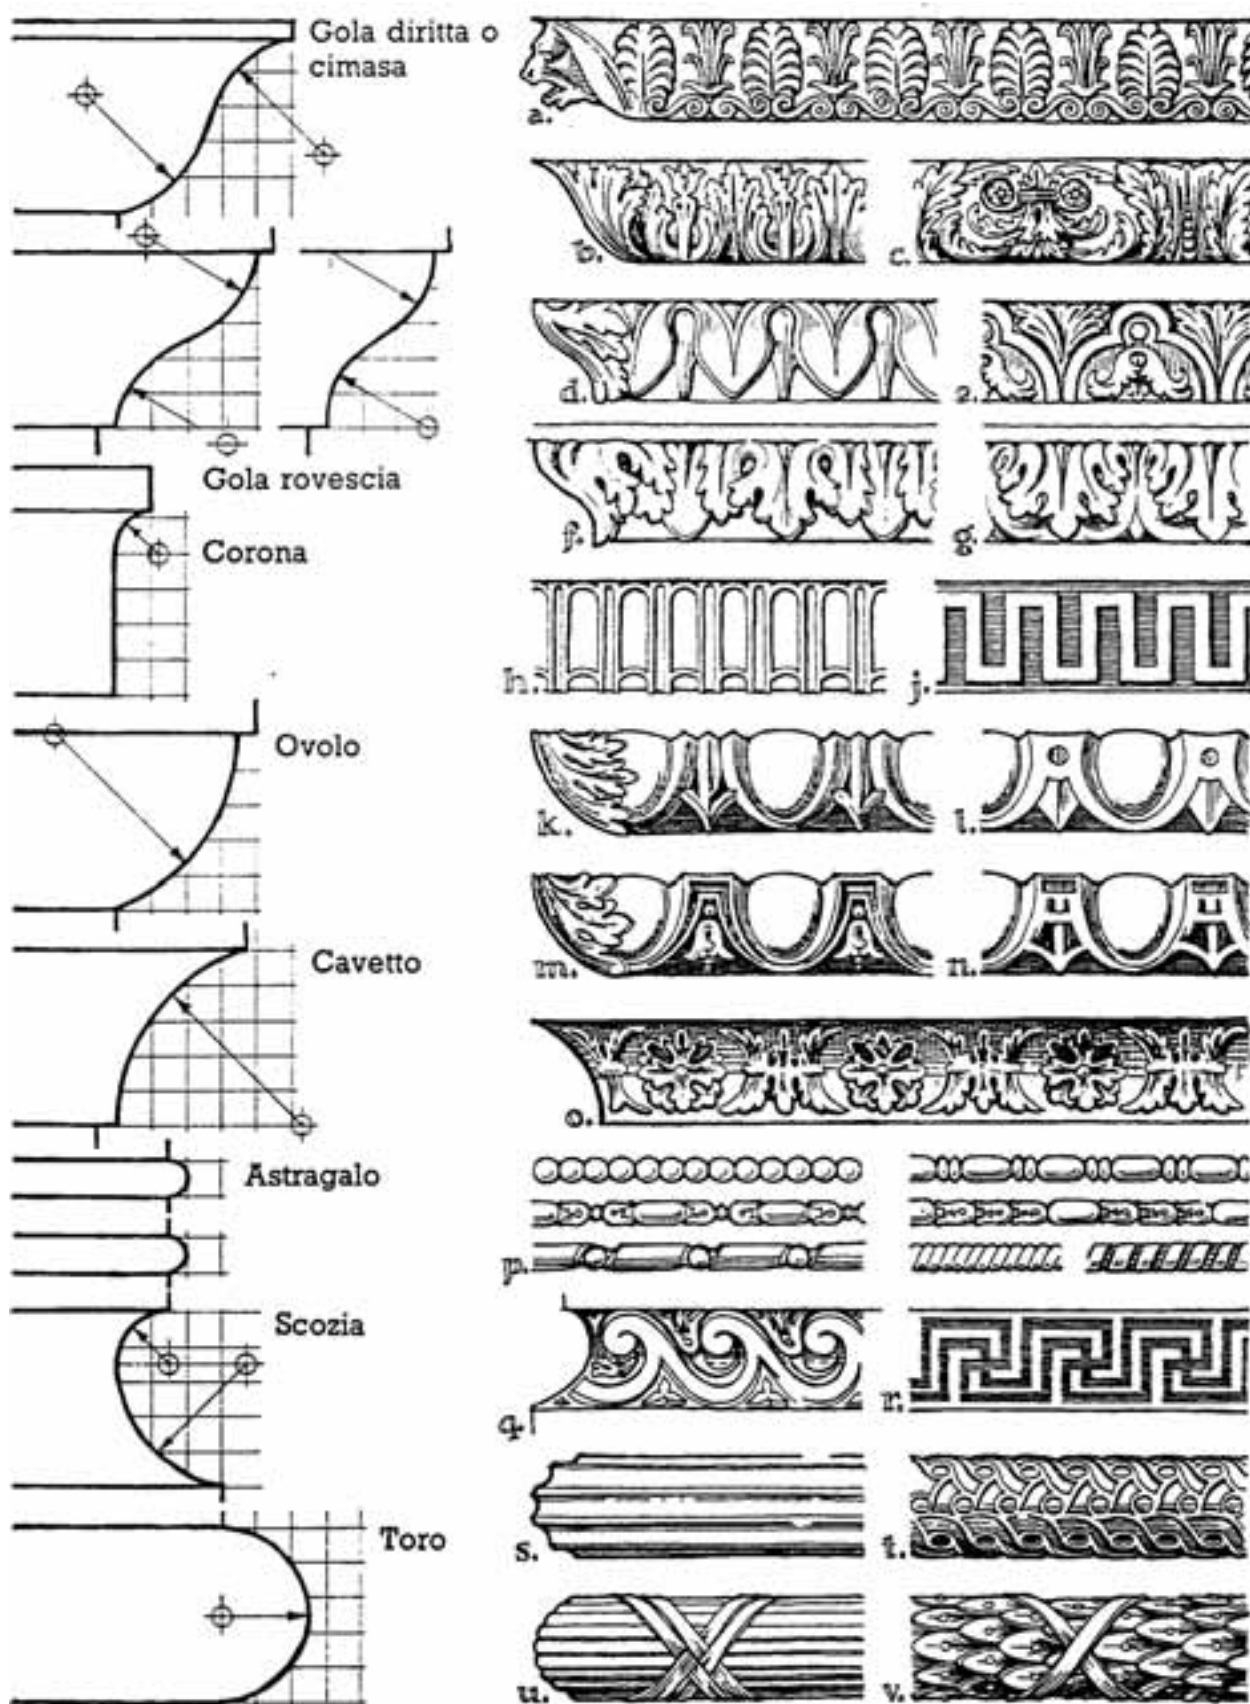 Gola diritta o
cimasa
a.
b.
c.
d.
e.
Gola rovescia
f.
g.
Corona
h.
j.
Ovolo
k.
l.
Cavetto
m.
n.
o.
Astragalo
p.
Scozia
q.
r.
Toro
s.
t.
u.
v.